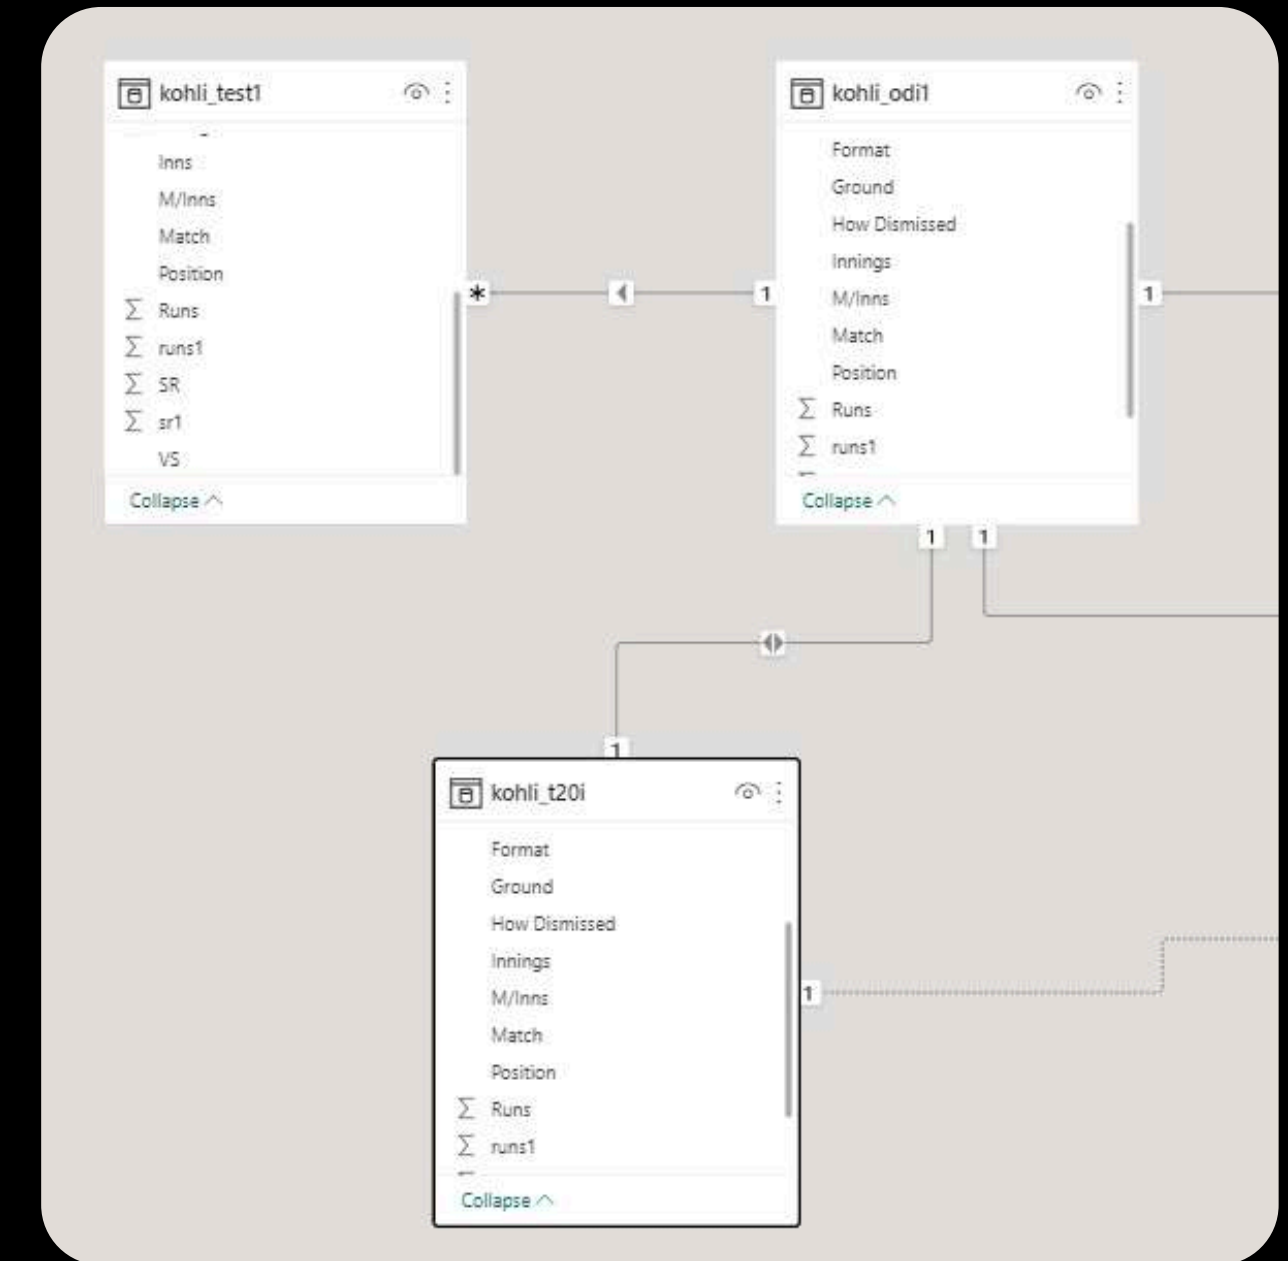 kohli_test1
Inns
M/Inns
Match
Position
Σ Runs
Σ runs1
Σ SR
Σ sr1
VS
Collapse
* 1
kohli_odi1
Format
Ground
How Dismissed
Innings
M/Inns
Match
Position
Σ Runs
Σ runs1
Collapse
1
1 1
1
kohli_t20i
Format
Ground
How Dismissed
Innings
M/Inns
Match
Position
Σ Runs
Σ runs1
Collapse
1